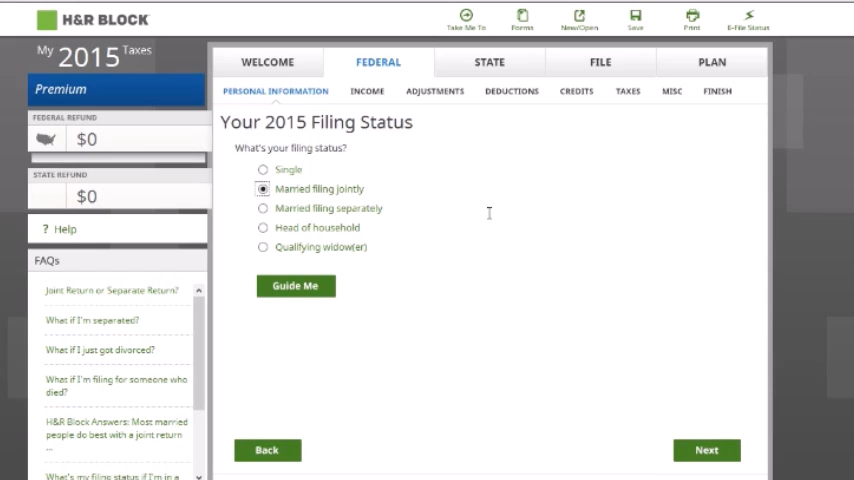 H&R BLOCK
Take Me To
Forms
New/Open
Save
Print
E-File Status
My 2015 Taxes
Premium
FEDERAL REFUND
$0
STATE REFUND
$0
? Help
FAQs
Joint Return or Separate Return?
What if I'm separated?
What if I just got divorced?
What if I'm filing for someone who
died?
H&R Block Answers: Most married
people do best with a joint return
...
What's my filing status if I'm in a
WELCOME
FEDERAL
STATE
FILE
PLAN
PERSONAL INFORMATION
INCOME
ADJUSTMENTS
DEDUCTIONS
CREDITS
TAXES
MISC
FINISH
Your 2015 Filing Status
What's your filing status?
Single
Married filing jointly
Married filing separately
Head of household
Qualifying widow(er)
Guide Me
Back
Next